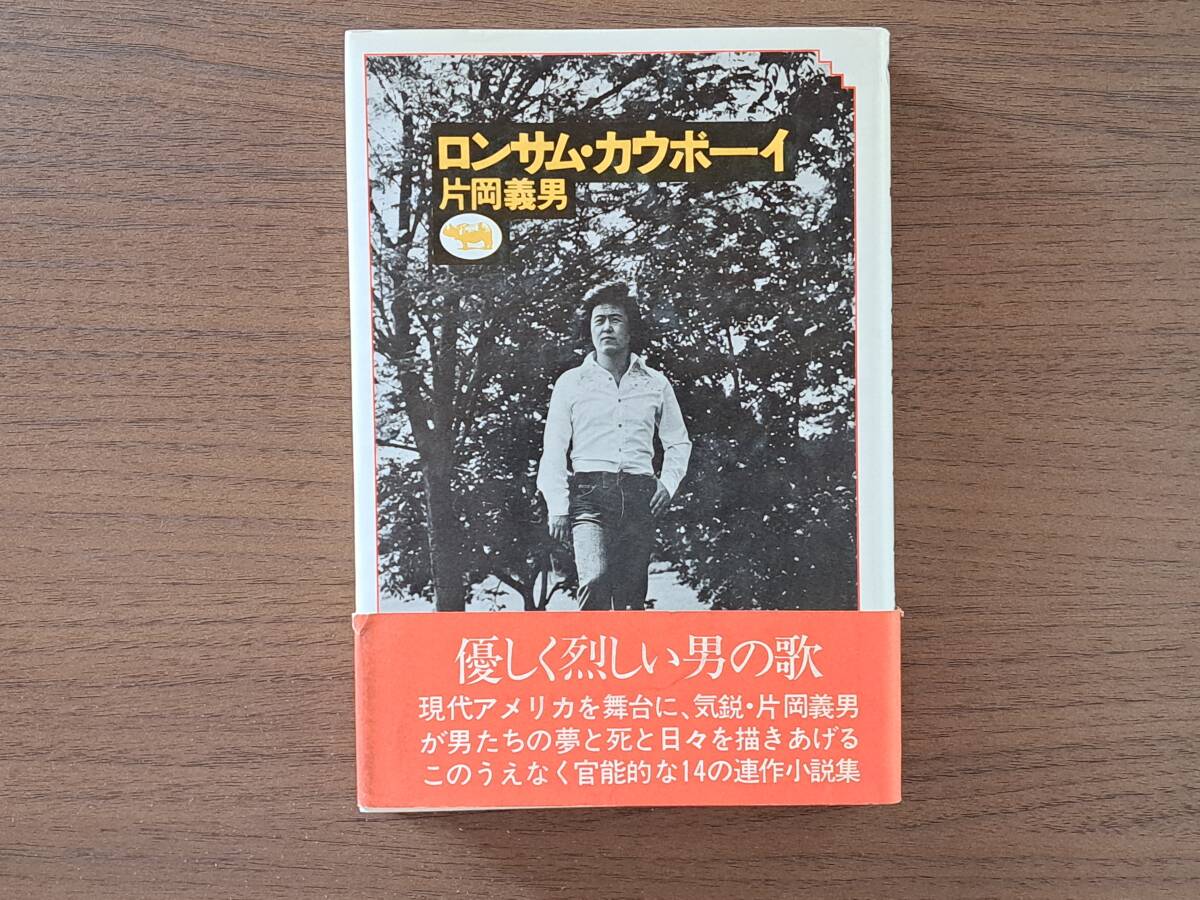 ロンサム・カウボーイ
片岡義男
優しく烈しい男の歌
現代アメリカを舞台に、気鋭・片岡義男
が男たちの夢と死と日々を描きあげる
このうえなく官能的な14の連作小説集